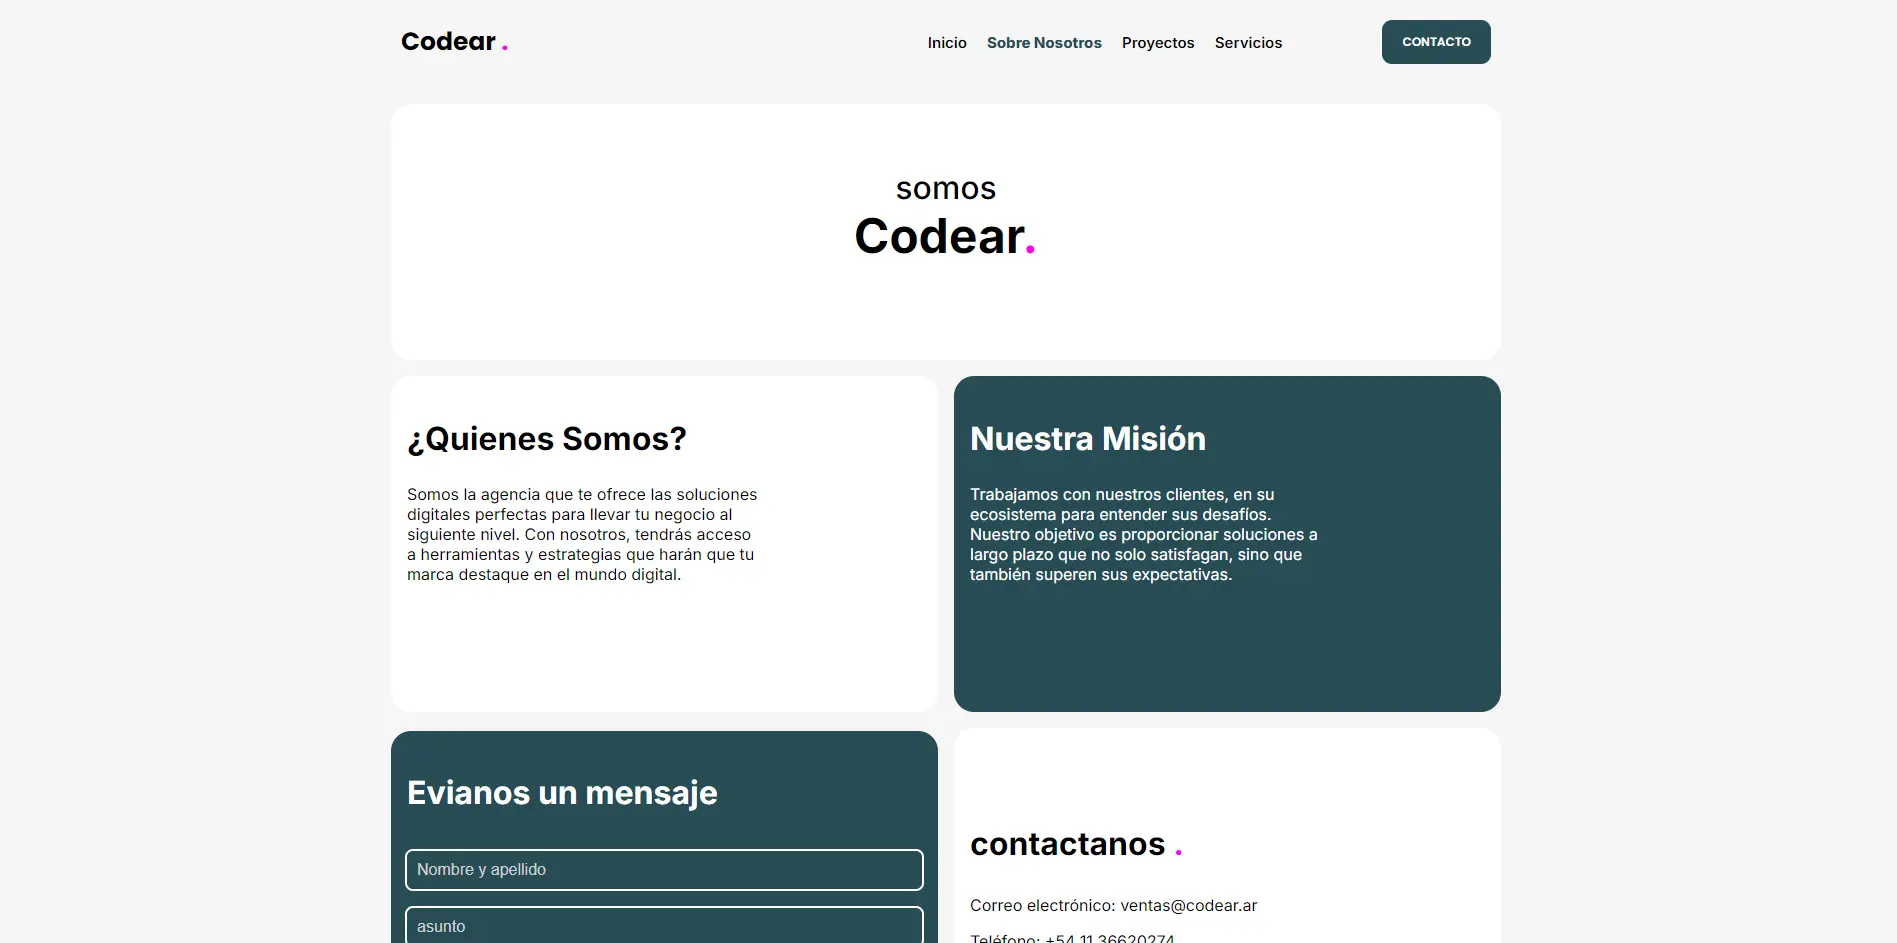 Codear .
Inicio Sobre Nosotros Proyectos Servicios CONTACTO
somos
Codear.
¿Quienes Somos?
Somos la agencia que te ofrece las soluciones
digitales perfectas para llevar tu negocio al
siguiente nivel. Con nosotros, tendrás acceso
a herramientas y estrategias que harán que tu
marca destaque en el mundo digital.
Nuestra Misión
Trabajamos con nuestros clientes, en su
ecosistema para entender sus desafíos.
Nuestro objetivo es proporcionar soluciones a
largo plazo que no solo satisfagan, sino que
también superen sus expectativas.
Evianos un mensaje
Nombre y apellido
asunto
contactanos .
Correo electrónico: ventas@codear.ar
Teléfono: +54 11 36620274